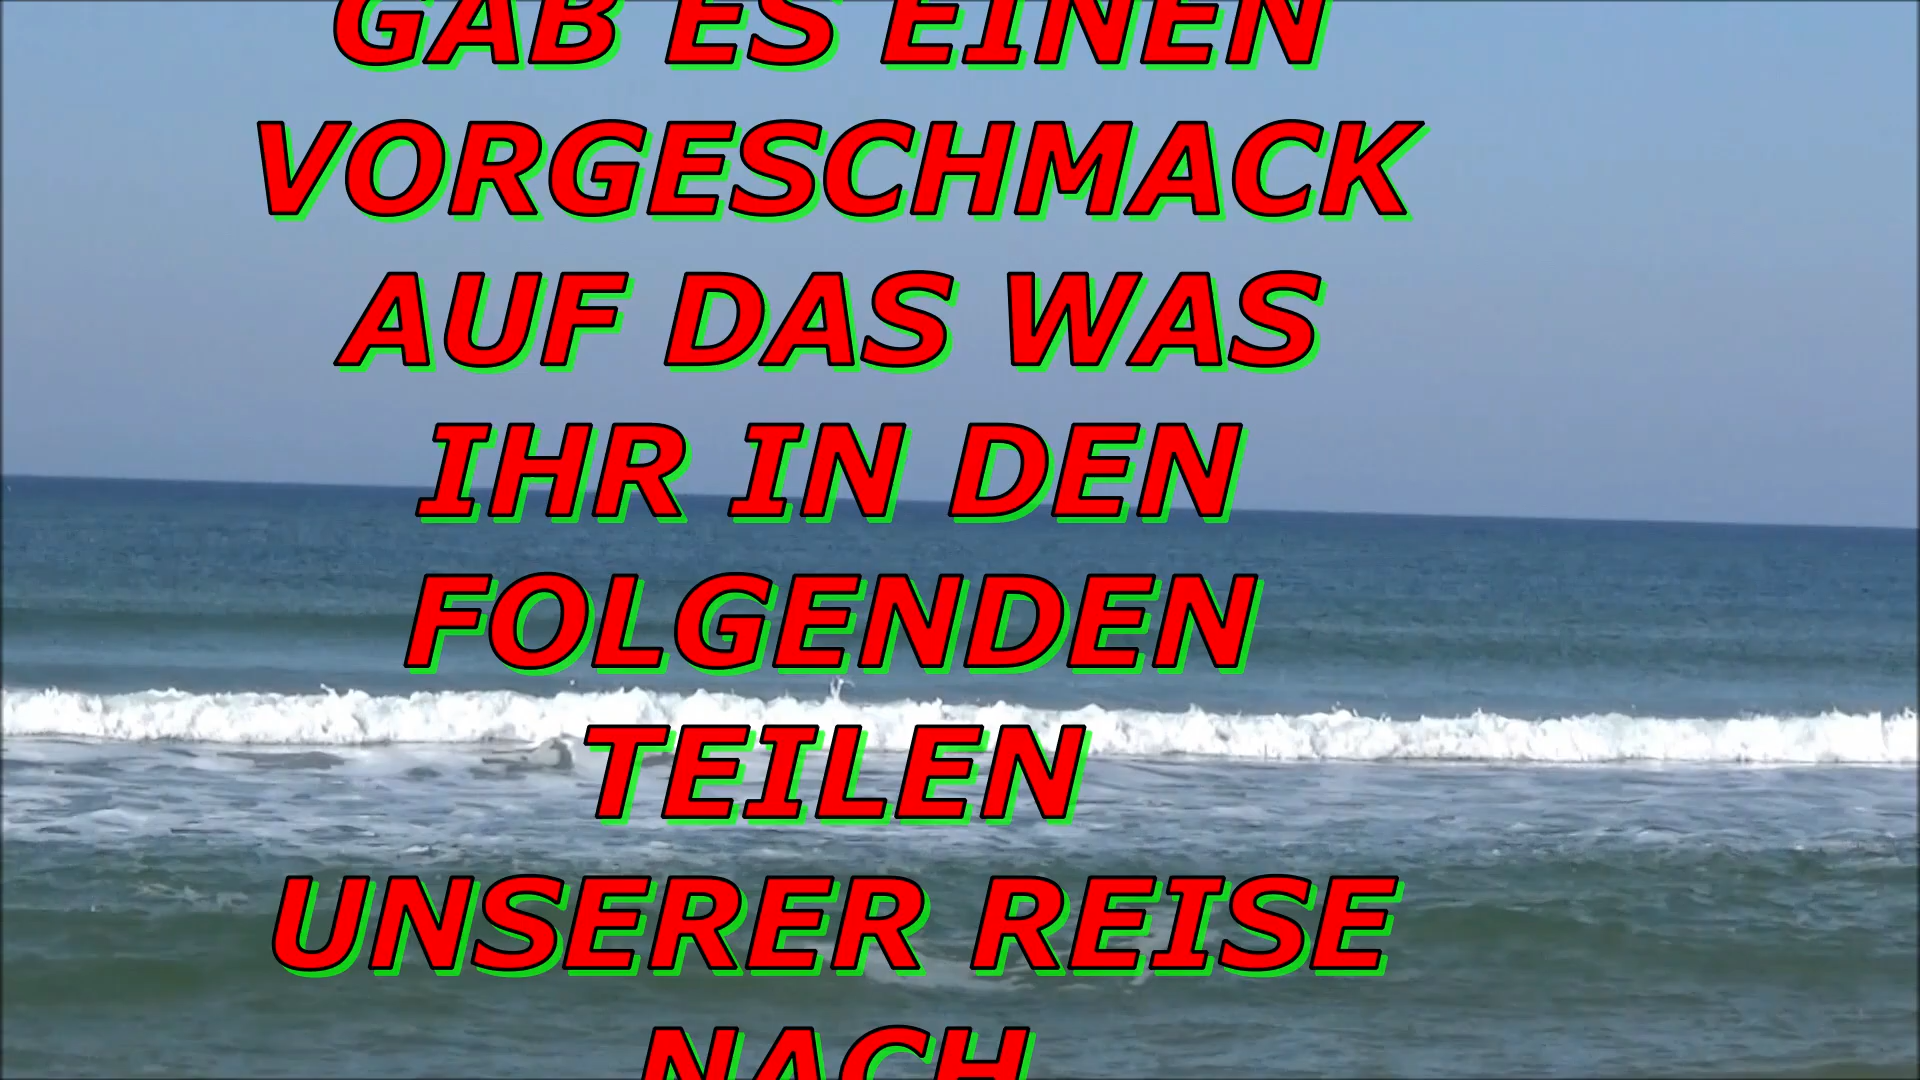 GAB ES EINEN
VORGESCHMACK
AUF DAS WAS
IHR IN DEN
FOLGENDEN
TEILEN
UNSERER REISE
NACH